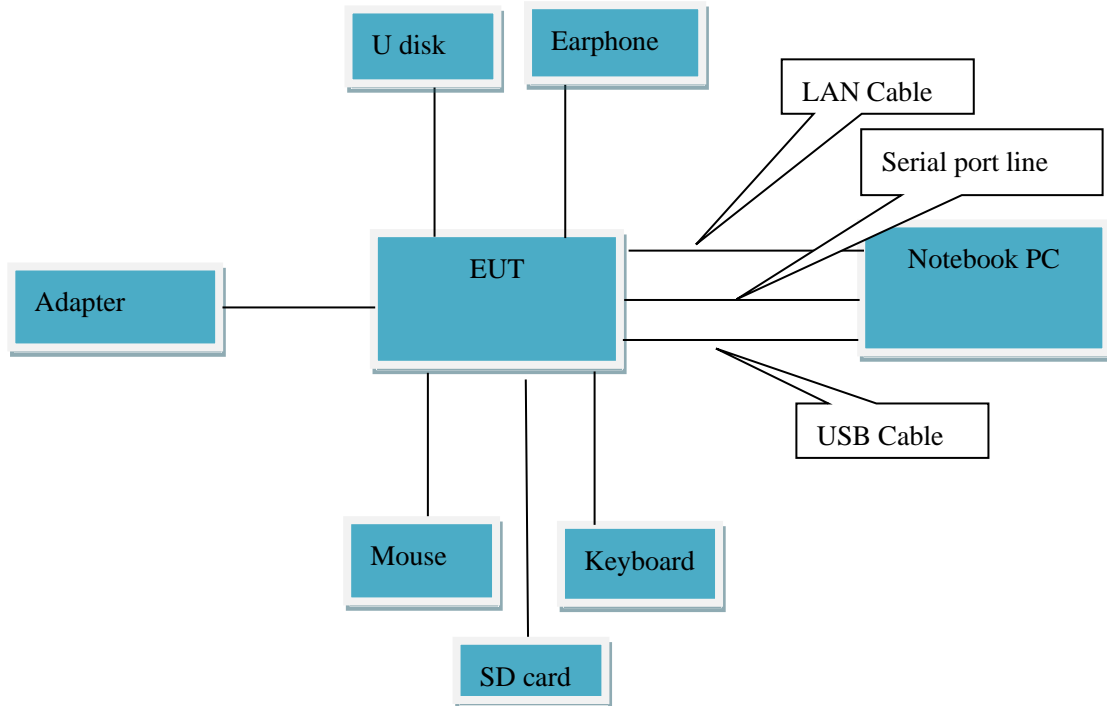 U disk
Earphone
LAN Cable
Serial port line
EUT
Notebook PC
Adapter
USB Cable
Mouse
Keyboard
SD card